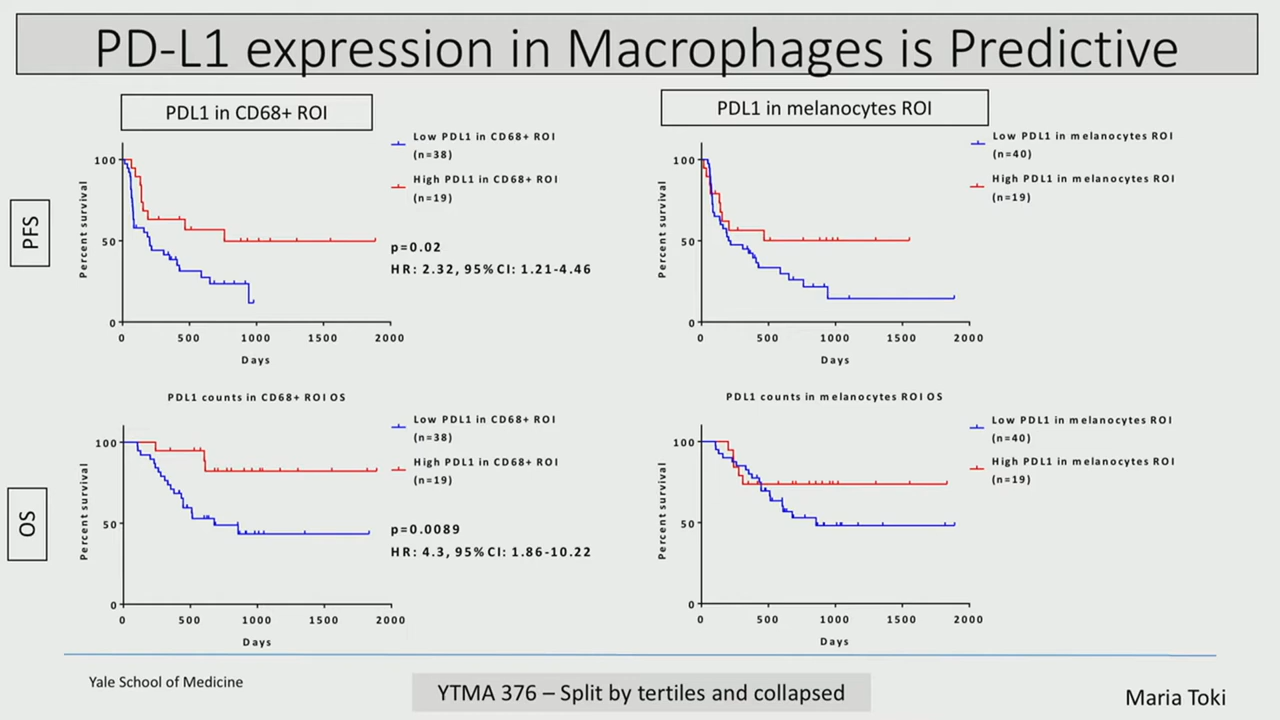 PD-L1 expression in Macrophages is Predictive
PDL1 in CD68+ ROI
PDL1 in melanocytes ROI
PFS
Percent survival
100
50
0
0 500 1000 1500 2000
Days
Low PDL1 in CD68+ ROI
(n=38)
High PDL1 in CD68+ ROI
(n=19)
p=0.02
HR: 2.32, 95%CI: 1.21-4.46
Percent survival
100
50
0
0 500 1000 1500 2000
Days
Low PDL1 in melanocytes ROI
(n=40)
High PDL1 in melanocytes ROI
(n=19)
OS
PDL1 counts in CD68+ ROI OS
Percent survival
100
50
0
0 500 1000 1500 2000
Days
Low PDL1 in CD68+ ROI
(n=38)
High PDL1 in CD68+ ROI
(n=19)
p=0.0089
HR: 4.3, 95%CI: 1.86-10.22
PDL1 counts in melanocytes ROI OS
Percent survival
100
50
0
0 500 1000 1500 2000
Days
Low PDL1 in melanocytes ROI
(n=40)
High PDL1 in melanocytes ROI
(n=19)
Yale School of Medicine
YTMA 376 – Split by tertiles and collapsed
Maria Toki